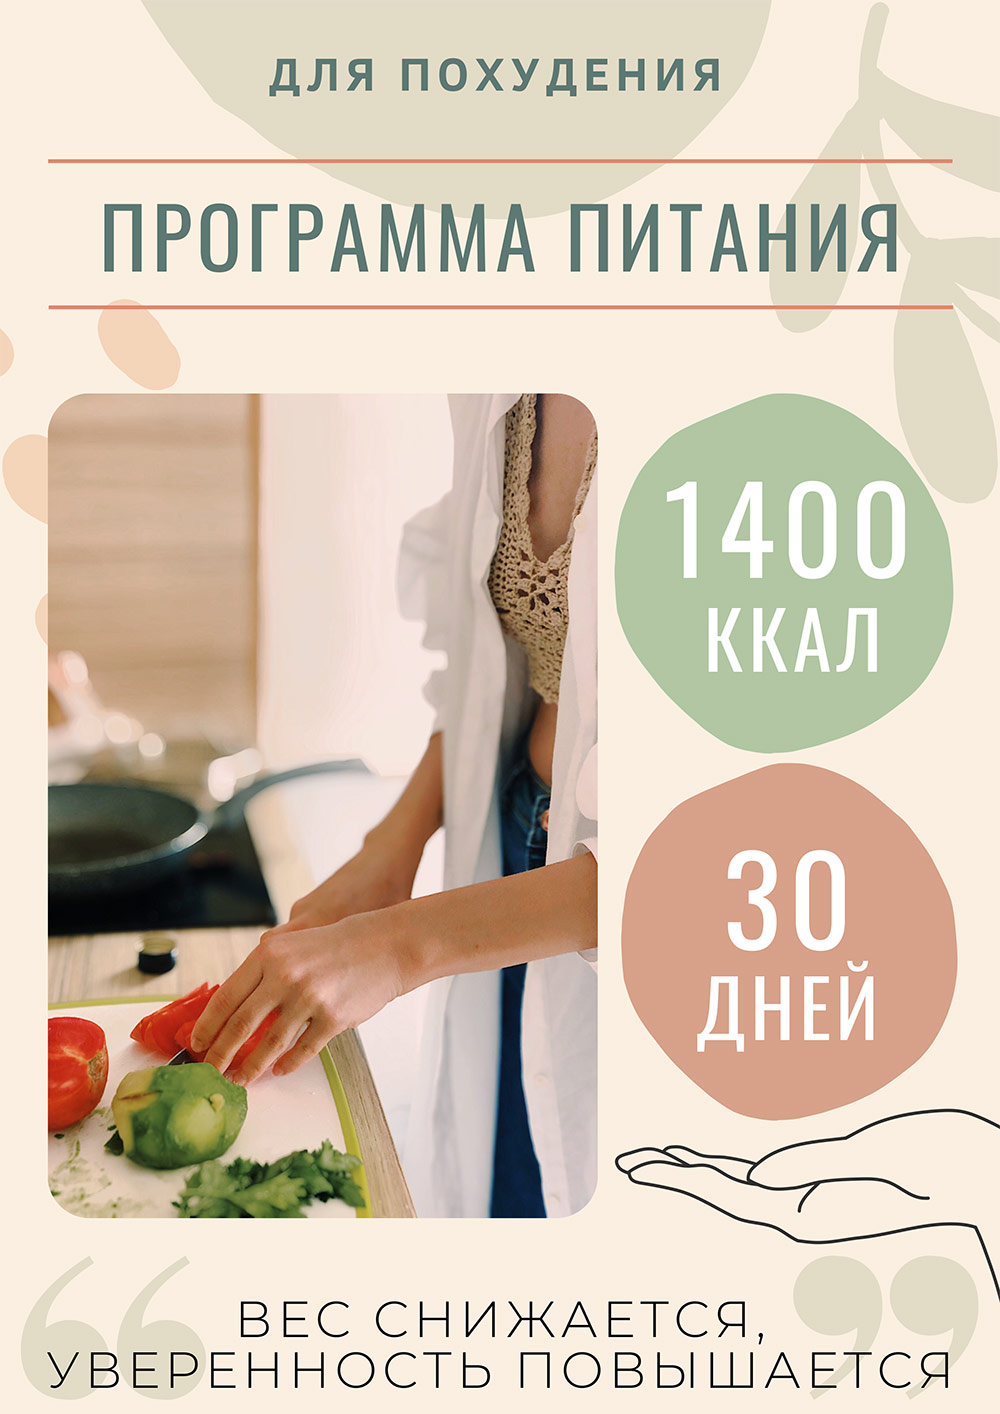 ДЛЯ ПОХУДЕНИЯ
ПРОГРАММА ПИТАНИЯ
1400
ККАЛ
30
ДНЕЙ
“ ВЕС СНИЖАЕТСЯ, ”
УВЕРЕННОСТЬ ПОВЫШАЕТСЯ